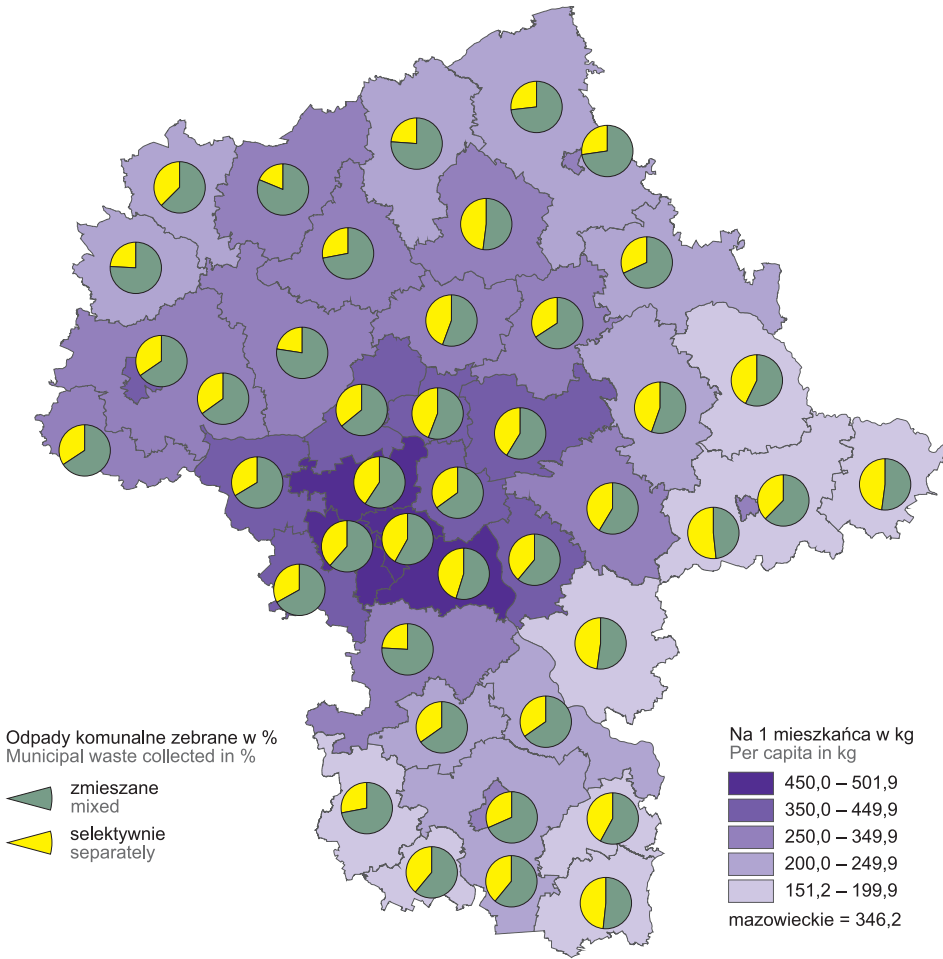 Odpady komunalne zebrane w %
Municipal waste collected in %
zmieszane
mixed
selektywnie
separately
Na 1 mieszkańca w kg
Per capita in kg
450,0 – 501,9
350,0 – 449,9
250,0 – 349,9
200,0 – 249,9
151,2 – 199,9
mazowieckie = 346,2